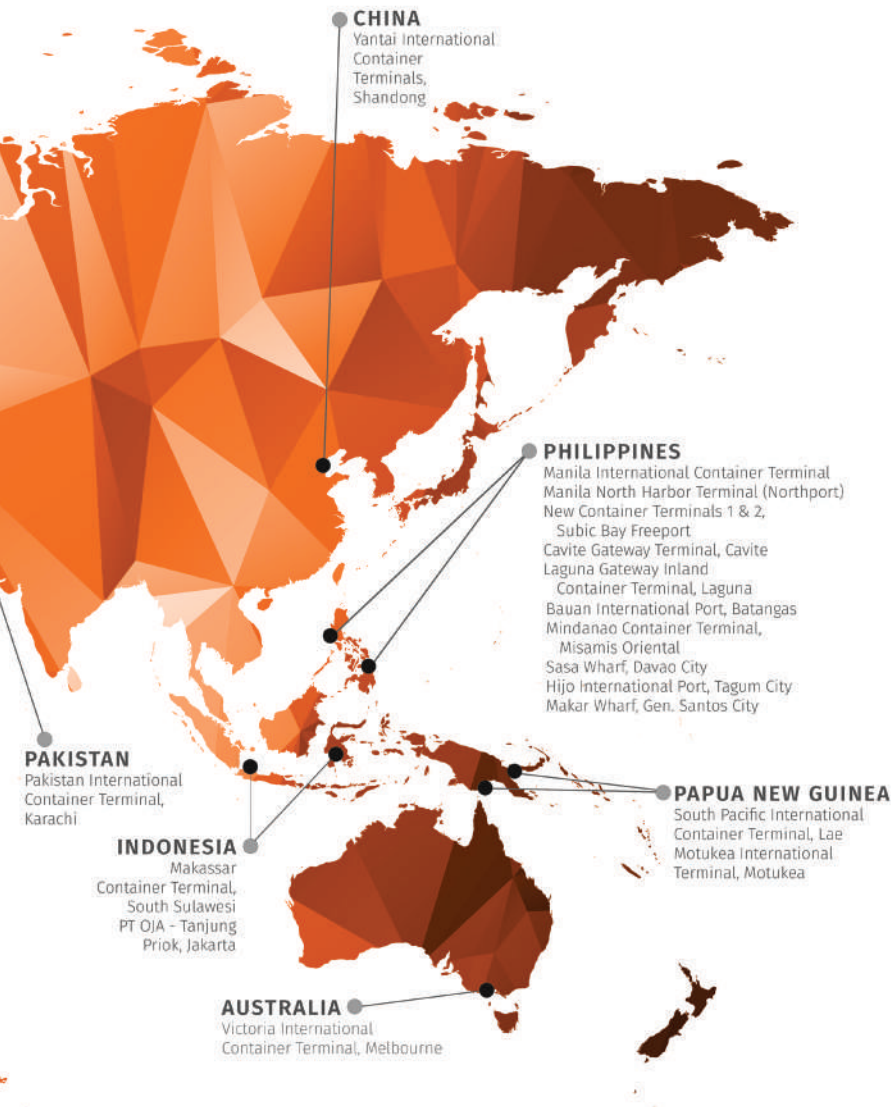 CHINA
Yantai International
Container
Terminals,
Shandong
PHILIPPINES
Manila International Container Terminal
Manila North Harbor Terminal (Northport)
New Container Terminals 1 & 2,
Subic Bay Freeport
Cavite Gateway Terminal, Cavite
Laguna Gateway Inland
Container Terminal, Laguna
Bauan International Port, Batangas
Mindanao Container Terminal,
Misamis Oriental
Sasa Wharf, Davao City
Hijo International Port, Tagum City
Makar Wharf, Gen. Santos City
PAKISTAN
Pakistan International
Container Terminal,
Karachi
PAPUA NEW GUINEA
South Pacific International
Container Terminal, Lae
Motukea International
Terminal, Motukea
INDONESIA
Makassar
Container Terminal,
South Sulawesi
PT OJA - Tanjung
Priok, Jakarta
AUSTRALIA
Victoria International
Container Terminal, Melbourne